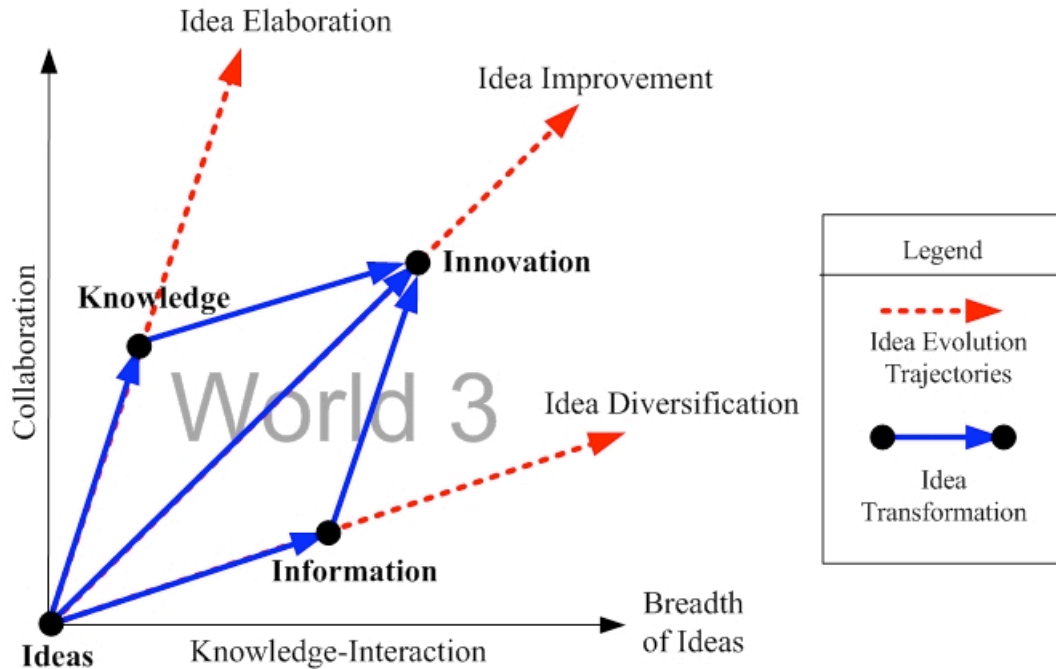 Idea Elaboration
Idea Improvement
Collaboration
Knowledge
Innovation
World 3
Idea Diversification
Information
Ideas
Knowledge-Interaction
Breadth
of Ideas
Legend
Idea Evolution
Trajectories
Idea
Transformation